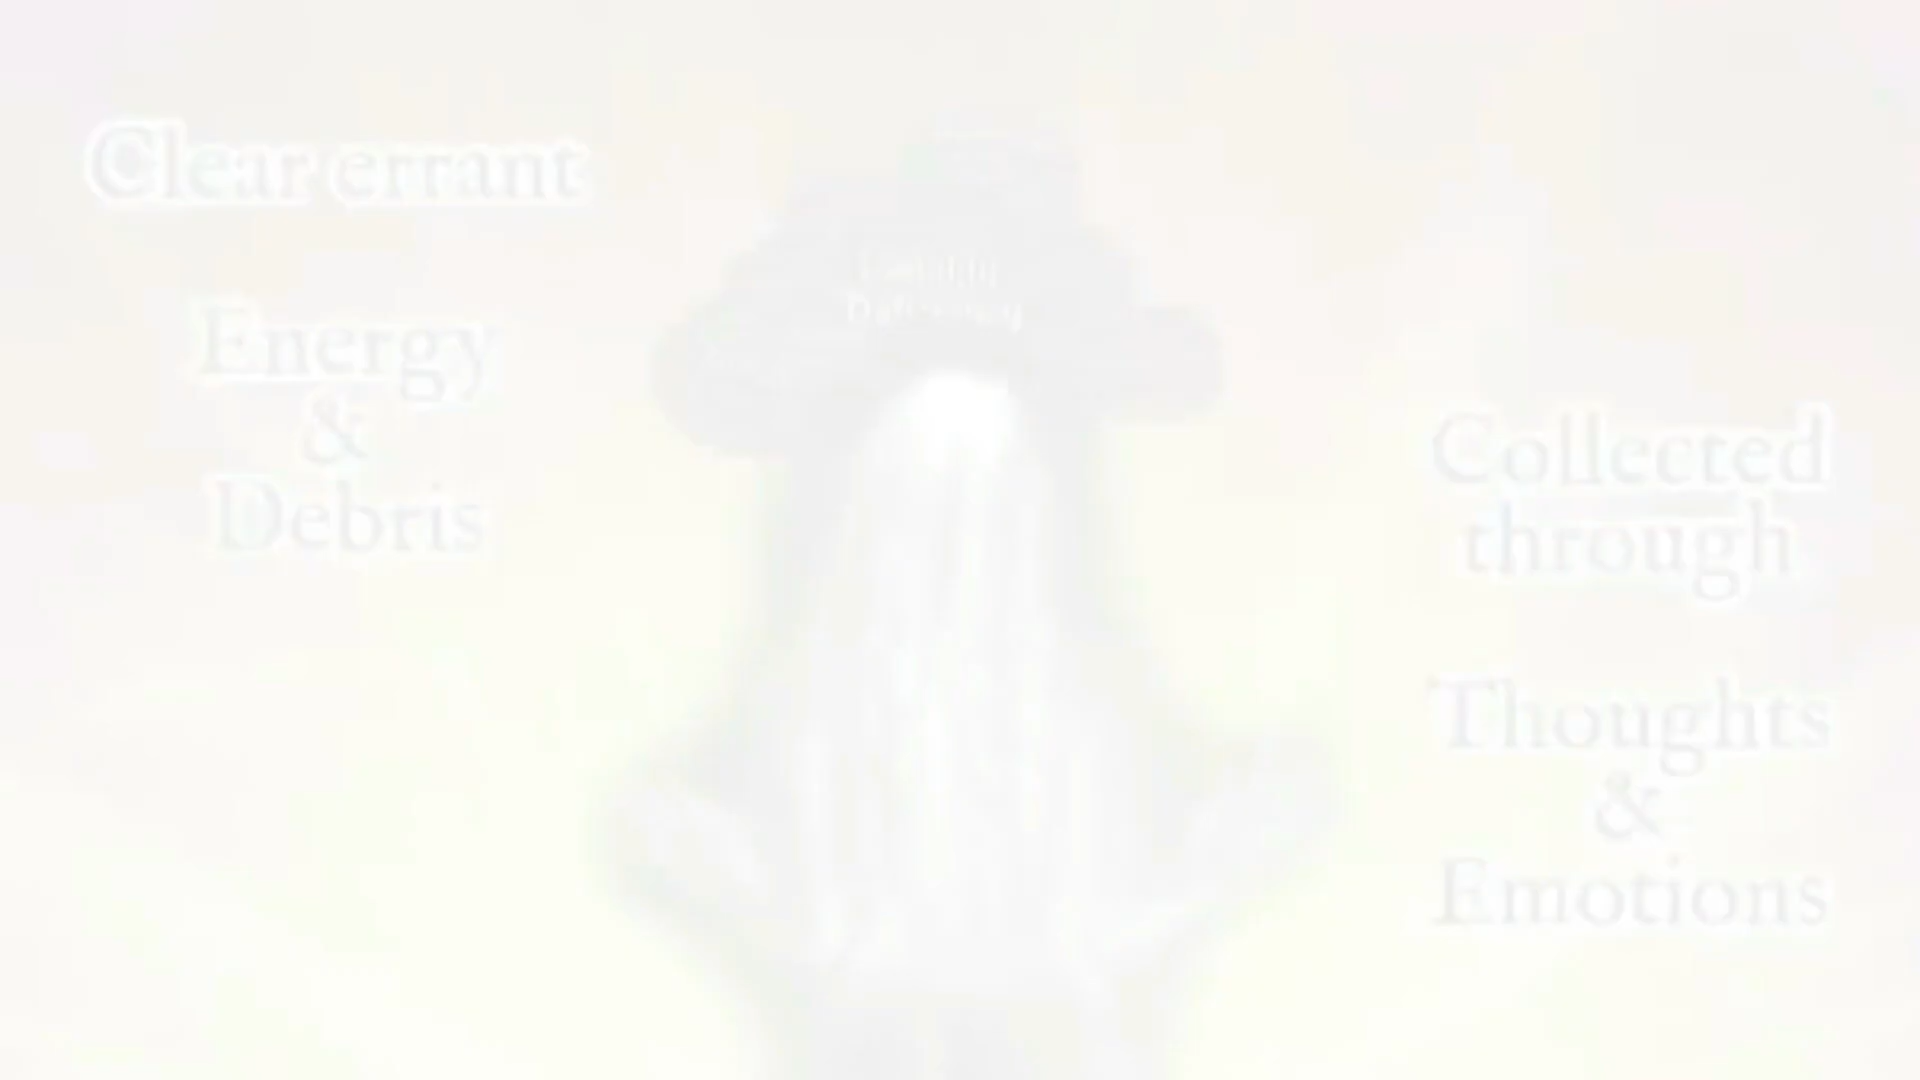 Clear errant
Energy
&
Debris
Collected
through
Thoughts
&
Emotions